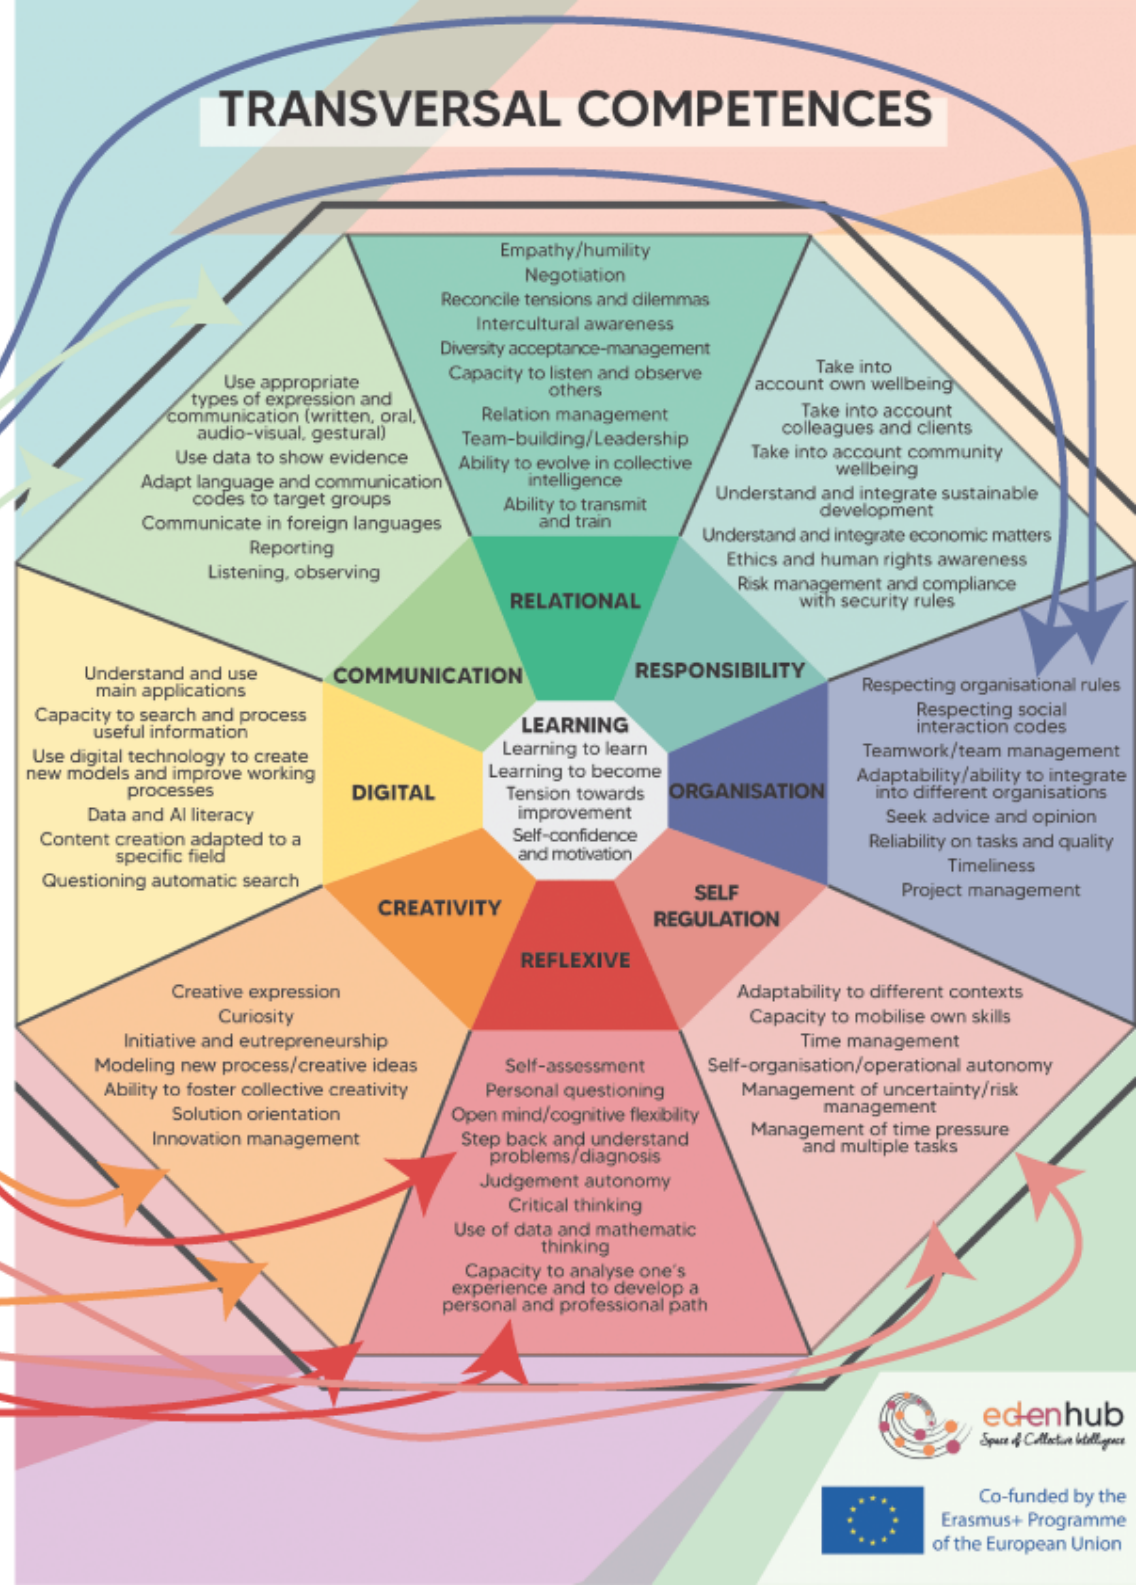 TRANSVERSAL COMPETENCES
Empathy/humility
Negotiation
Reconcile tensions and dilemmas
Intercultural awareness
Diversity acceptance-management
Capacity to listen and observe
others
Relation management
Team-building/Leadership
Ability to evolve in collective
intelligence
Ability to transmit
and train
RELATIONAL
Use appropriate
types of expression and
communication (written, oral,
audio-visual, gestural)
Use data to show evidence
Adapt language and communication
codes to target groups
Communicate in foreign languages
Reporting
Listening, observing
COMMUNICATION
Take into
account own wellbeing
Take into account
colleagues and clients
Take into account community
wellbeing
Understand and integrate sustainable
development
Understand and integrate economic matters
Ethics and human rights awareness
Risk management and compliance
with security rules
RESPONSIBILITY
Understand and use
main applications
Capacity to search and process
useful information
Use digital technology to create
new models and improve working
processes
Data and AI literacy
Content creation adapted to a
specific field
Questioning automatic search
DIGITAL
LEARNING
Learning to learn
Learning to become
Tension towards
improvement
Self-confidence
and motivation
ORGANISATION
Respecting organisational rules
Respecting social
interaction codes
Teamwork/team management
Adaptability/ability to integrate
into different organisations
Seek advice and opinion
Reliability on tasks and quality
Timeliness
Project management
CREATIVITY
Creative expression
Curiosity
Initiative and eutrepreneurship
Modeling new process/creative ideas
Ability to foster collective creativity
Solution orientation
Innovation management
REFLEXIVE
Self-assessment
Personal questioning
Open mind/cognitive flexibility
Step back and understand
problems/diagnosis
Judgement autonomy
Critical thinking
Use of data and mathematic
thinking
Capacity to analyse one's
experience and to develop a
personal and professional path
SELF
REGULATION
Adaptability to different contexts
Capacity to mobilise own skills
Time management
Self-organisation/operational autonomy
Management of uncertainty/risk
management
Management of time pressure
and multiple tasks
ed-enhub
Space of Collective Intelligence
Co-funded by the
Erasmus+ Programme
of the European Union